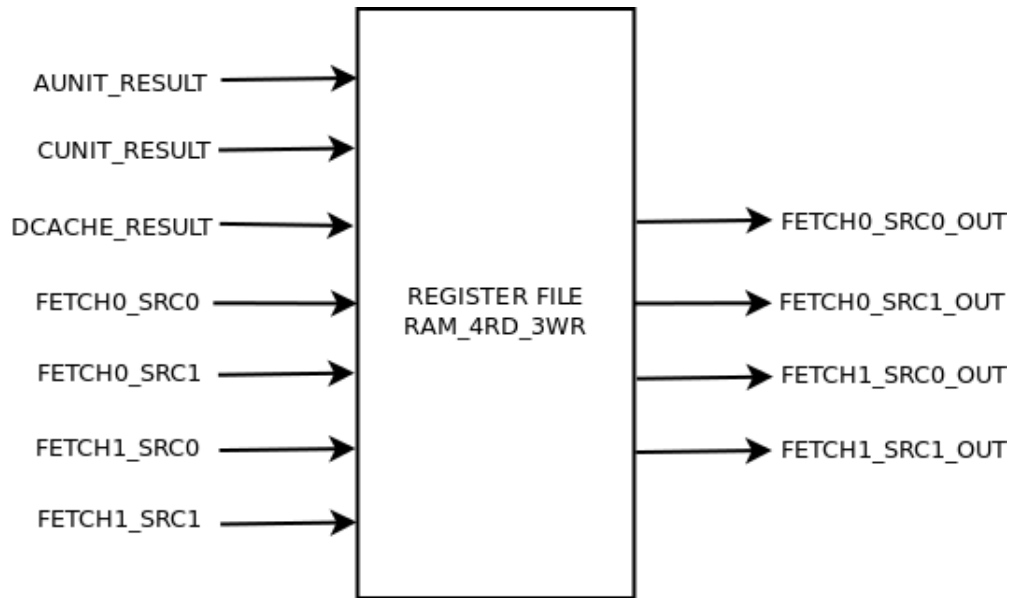 AUNIT_RESULT
CUNIT_RESULT
DCACHE_RESULT
FETCH0_SRC0
FETCH0_SRC1
FETCH1_SRC0
FETCH1_SRC1
REGISTER FILE
RAM_4RD_3WR
FETCH0_SRC0_OUT
FETCH0_SRC1_OUT
FETCH1_SRC0_OUT
FETCH1_SRC1_OUT